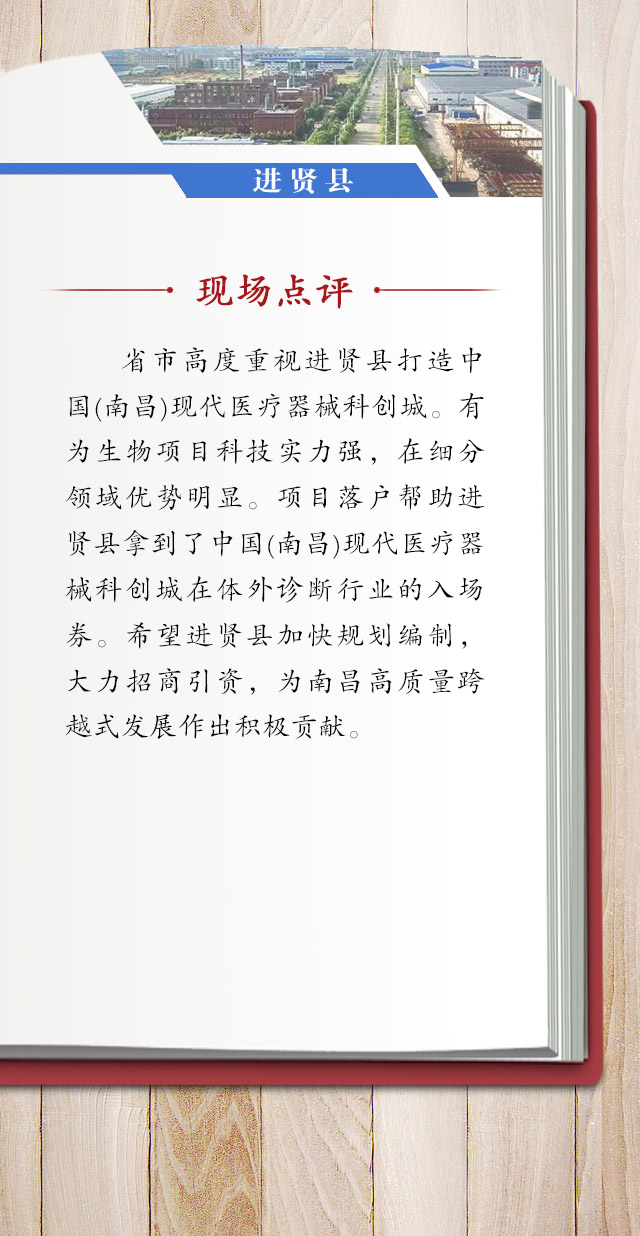 进贤县
现场点评
省市高度重视进贤县打造中
国(南昌)现代医疗器械科创城。有
为生物项目科技实力强，在细分
领域优势明显。项目落户帮助进
贤县拿到了中国(南昌)现代医疗器
械科创城在体外诊断行业的入场
券。希望进贤县加快规划编制，
大力招商引资，为南昌高质量跨
越式发展作出积极贡献。